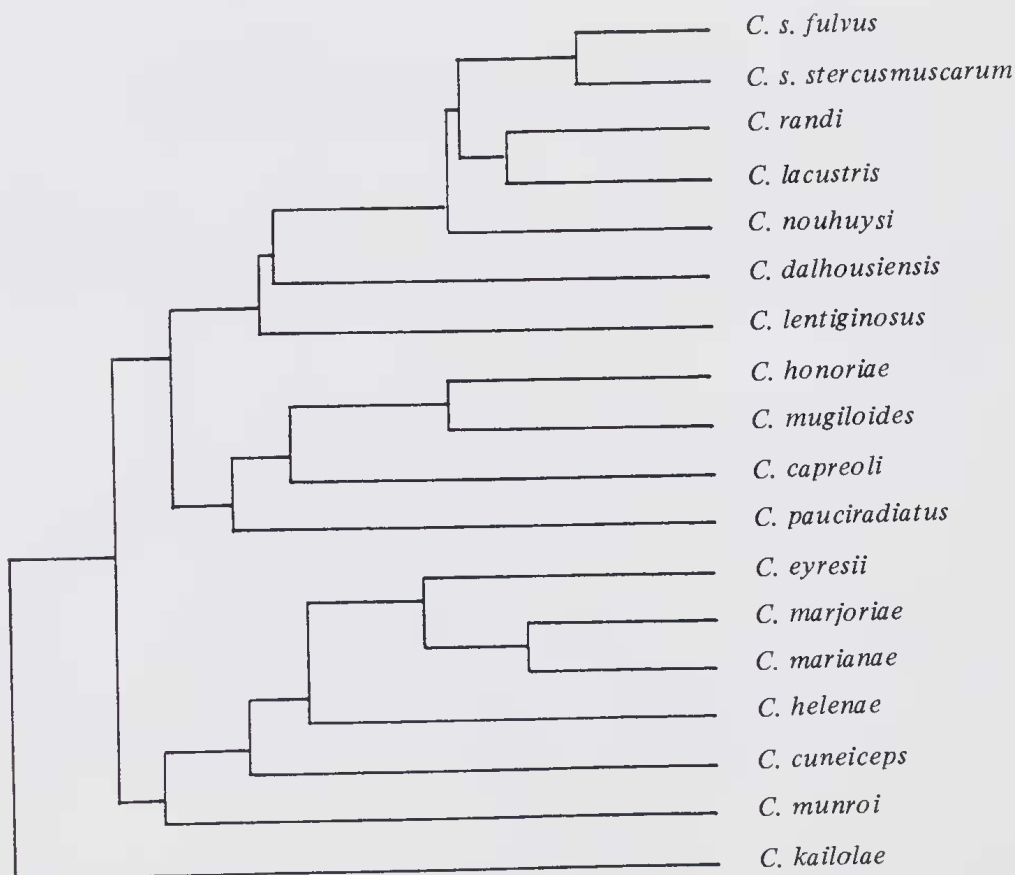 C. s. fulvus
C. s. stercusmuscarum
C. randi
C. lacustris
C. nouhuysi
C. dalhousiensis
C. lentiginosus
C. honoriae
C. mugiloides
C. capreoli
C. pauciradiatus
C. eyresii
C. marjoriae
C. marianae
C. helenae
C. cuneiceps
C. munroi
C. kailolae